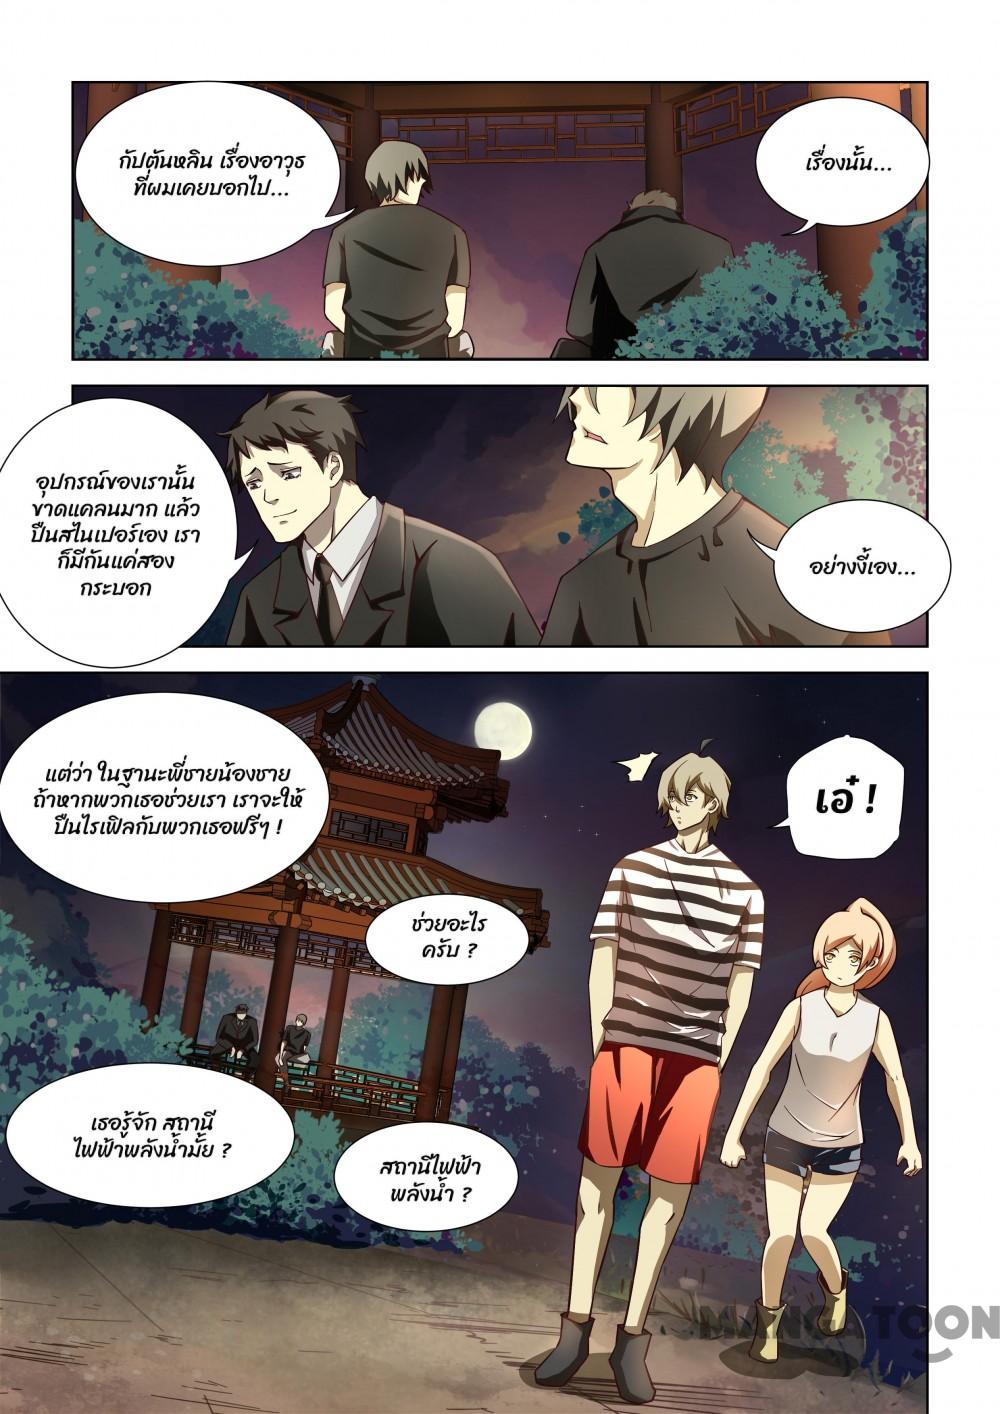 กัปตันหลิน เรื่องอาวุธ
ที่ผมเคยบอกไป...
เรื่องนั้น...
อุปกรณ์ของเรานั้น
ขาดแคลนมาก แล้ว
ปืนสไนเปอร์เอง เรา
ก็มีกันแค่สอง
กระบอก
อย่างงี้เอง...
แต่ว่า ในฐานะพี่ชายน้องชาย
ถ้าหากพวกเธอช่วยเรา เราจะให้
ปืนไรเฟิลกับพวกเธอฟรีๆ !
เอ๋ !
ช่วยอะไร
ครับ ?
เธอรู้จัก สถานี
ไฟฟ้าพลังน้ำมั้ย ?
สถานีไฟฟ้า
พลังน้ำ ?
MANGATOON